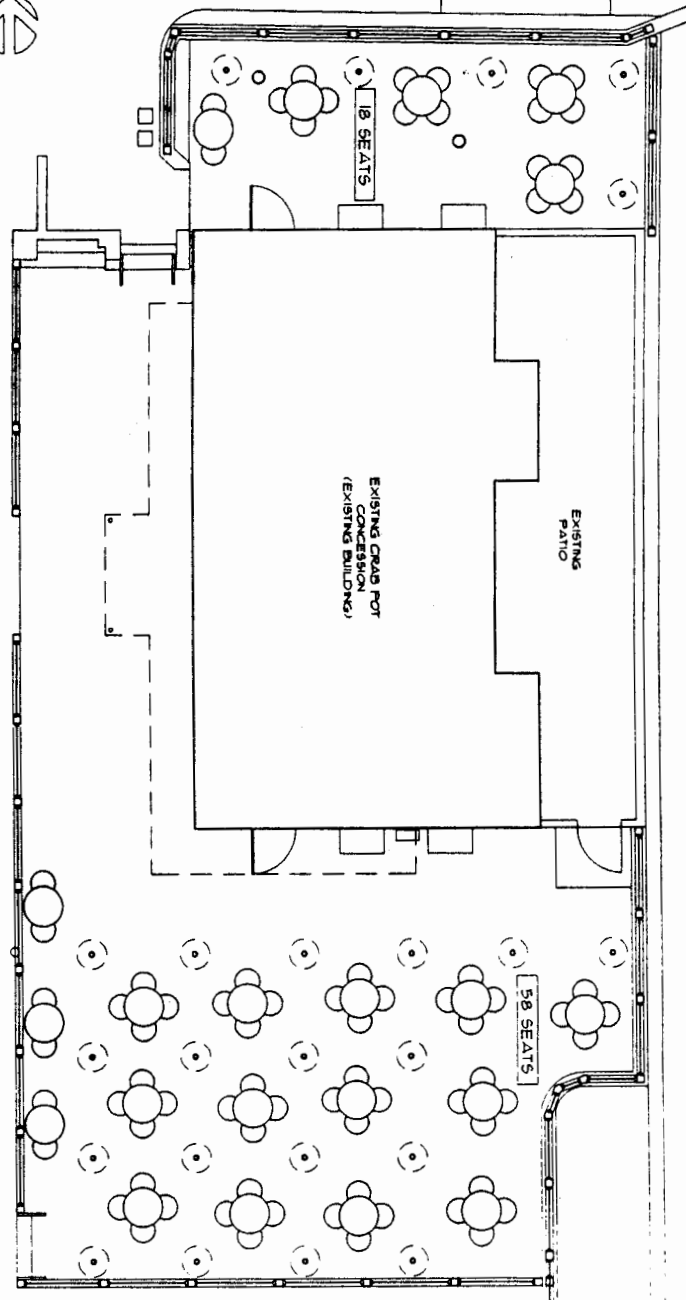 18 SEATS
EXISTING
PATIO
EXISTING CRAB POT
CONCESSION
(EXISTING BUILDING)
58 SEATS